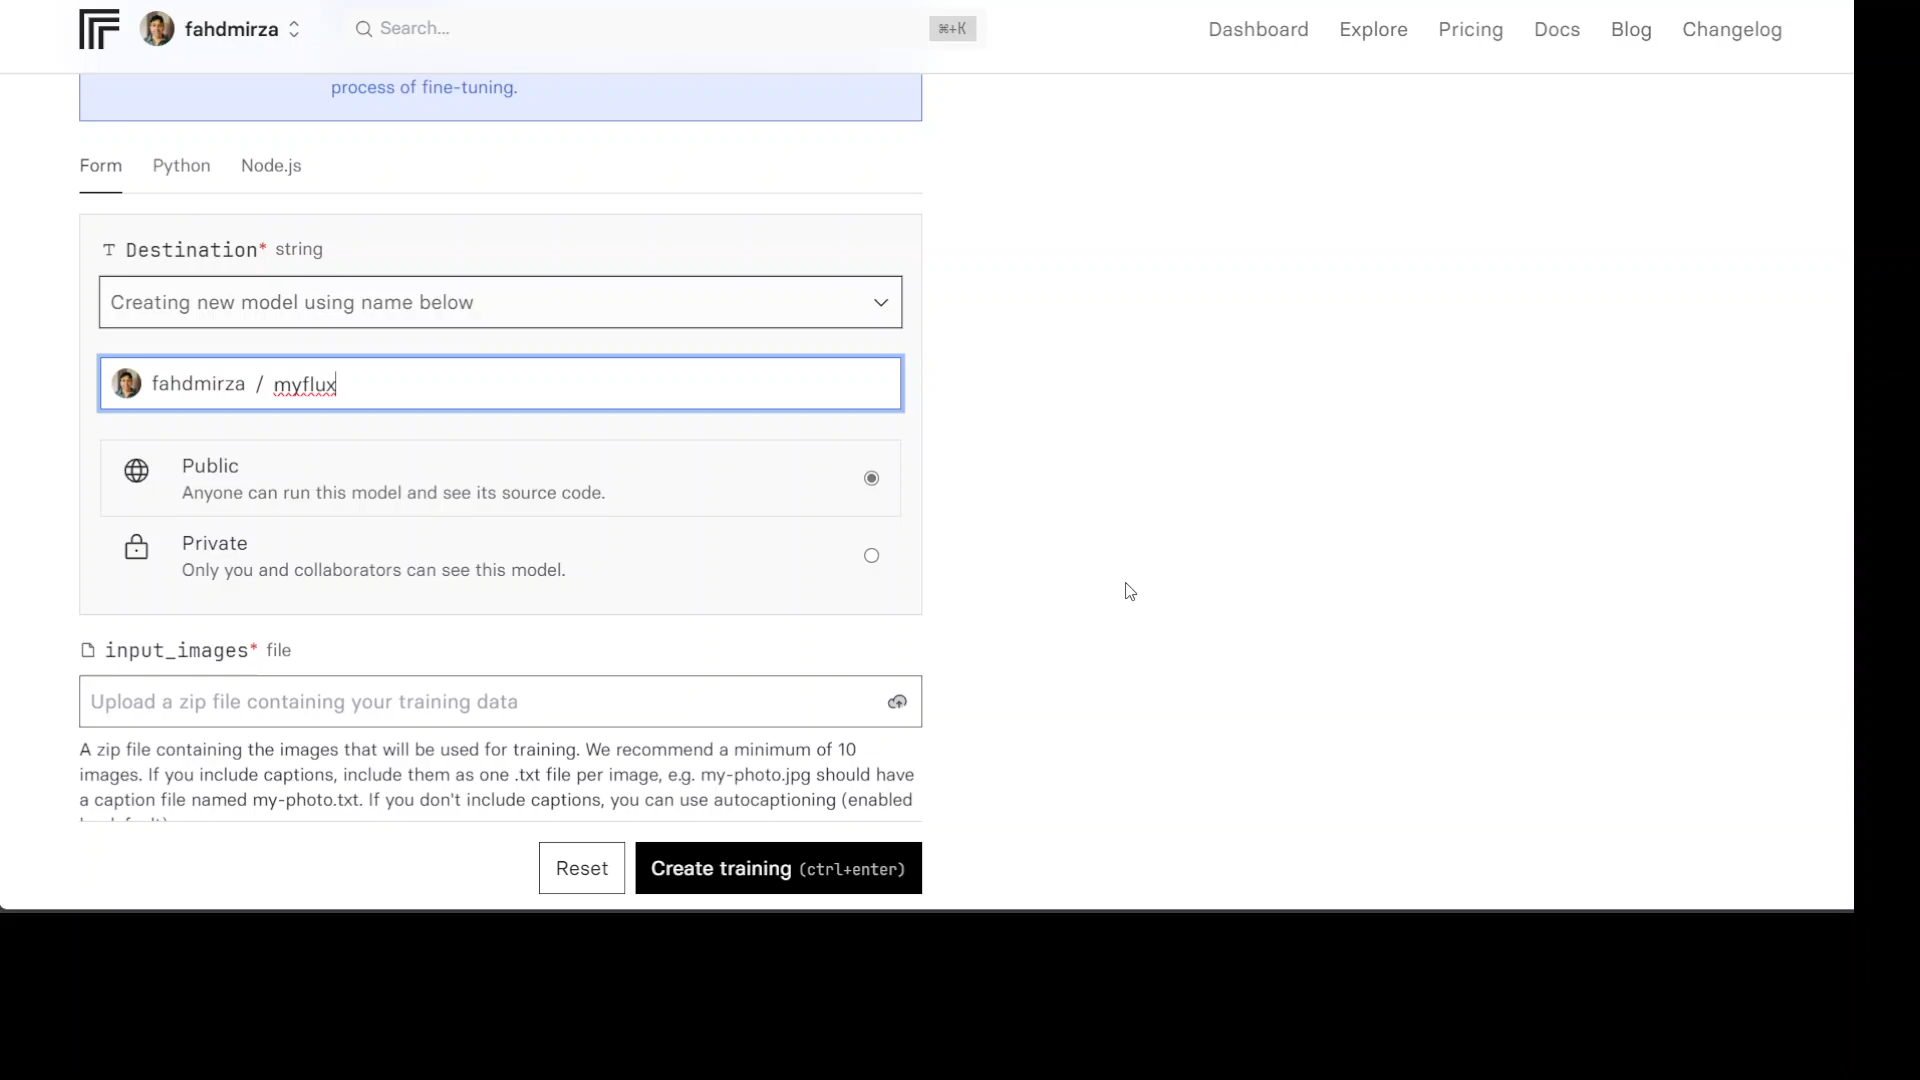 fahdmirza
Search...
⌘+K
Dashboard Explore Pricing Docs Blog Changelog
process of fine-tuning.
Form Python Node.js
T Destination* string
Creating new model using name below
fahdmirza / myflux
Public
Anyone can run this model and see its source code.
Private
Only you and collaborators can see this model.
input_images* file
Upload a zip file containing your training data
A zip file containing the images that will be used for training. We recommend a minimum of 10
images. If you include captions, include them as one .txt file per image, e.g. my-photo.jpg should have
a caption file named my-photo.txt. If you don't include captions, you can use autocaptioning (enabled
Reset Create training (ctrl+enter)